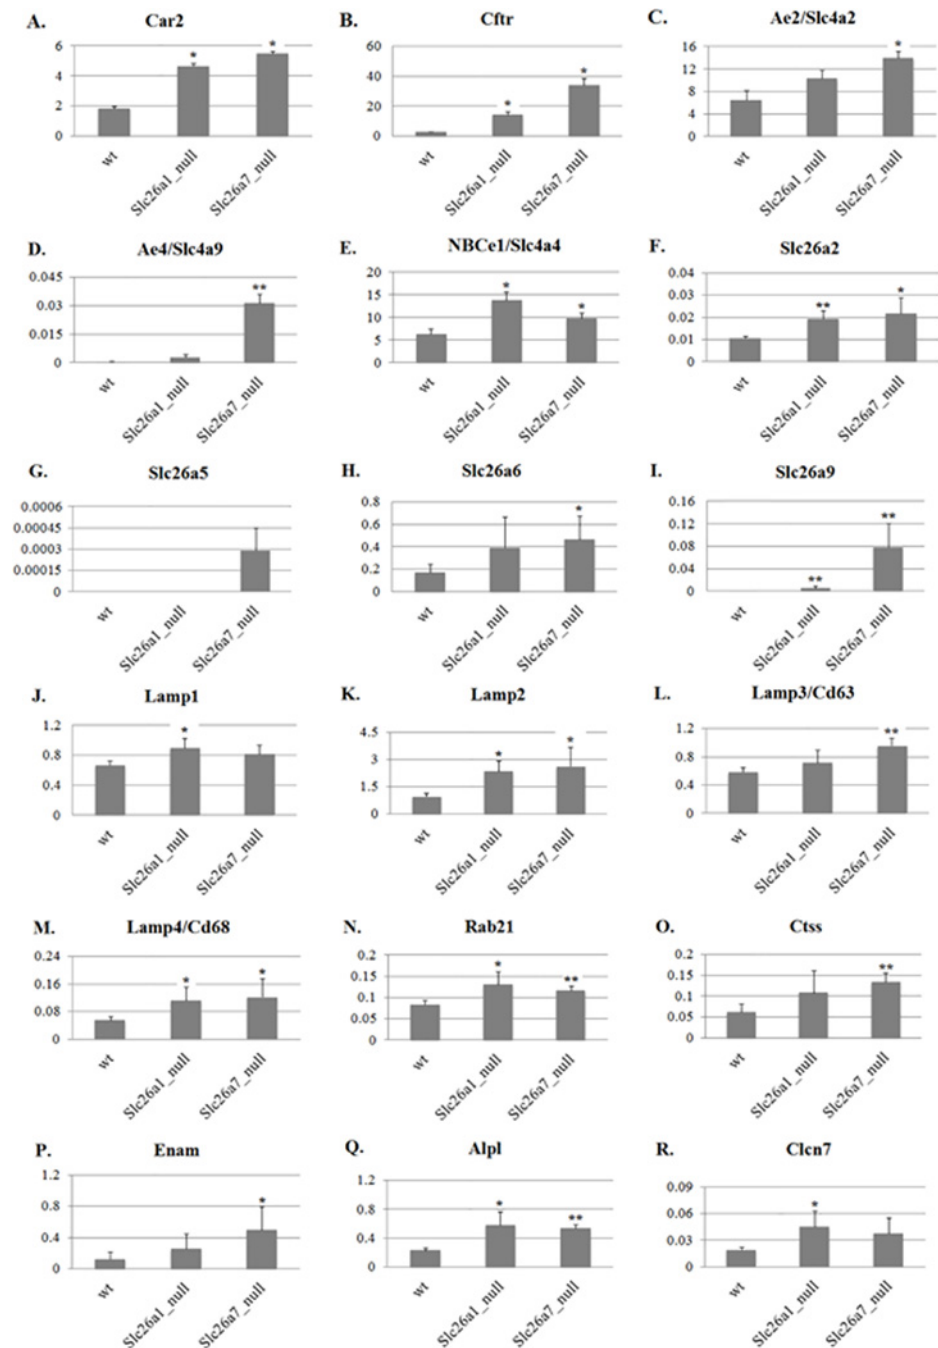 A. Car2
6
4
2
0
wt
Slc26a1_null
Slc26a7_null
* *
B. Cftr
60
40
20
0
wt
Slc26a1_null
Slc26a7_null
* *
C. Ae2/Slc4a2
16
12
8
4
0
wt
Slc26a1_null
Slc26a7_null
*
D. Ae4/Slc4a9
0.045
0.03
0.015
0
wt
Slc26a1_null
Slc26a7_null
**
E. NBCe1/Slc4a4
20
15
10
5
0
wt
Slc26a1_null
Slc26a7_null
* *
F. Slc26a2
0.04
0.03
0.02
0.01
0
wt
Slc26a1_null
Slc26a7_null
** *
G. Slc26a5
0.0006
0.00045
0.0003
0.00015
0
wt
Slc26a1_null
Slc26a7_null
H. Slc26a6
0.8
0.6
0.4
0.2
0
wt
Slc26a1_null
Slc26a7_null
*
I. Slc26a9
0.16
0.12
0.08
0.04
0
wt
Slc26a1_null
Slc26a7_null
** **
J. Lamp1
1.2
0.8
0.4
0
wt
Slc26a1_null
Slc26a7_null
*
K. Lamp2
4.5
3
1.5
0
wt
Slc26a1_null
Slc26a7_null
* *
L. Lamp3/Cd63
1.2
0.8
0.4
0
wt
Slc26a1_null
Slc26a7_null
**
M. Lamp4/Cd68
0.24
0.16
0.08
0
wt
Slc26a1_null
Slc26a7_null
* *
N. Rab21
0.2
0.15
0.1
0.05
0
wt
Slc26a1_null
Slc26a7_null
* **
O. Ctss
0.2
0.15
0.1
0.05
0
wt
Slc26a1_null
Slc26a7_null
**
P. Enam
1.2
0.8
0.4
0
wt
Slc26a1_null
Slc26a7_null
*
Q. Alpl
1.2
0.8
0.4
0
wt
Slc26a1_null
Slc26a7_null
* **
R. Clcn7
0.09
0.06
0.03
0
wt
Slc26a1_null
Slc26a7_null
*